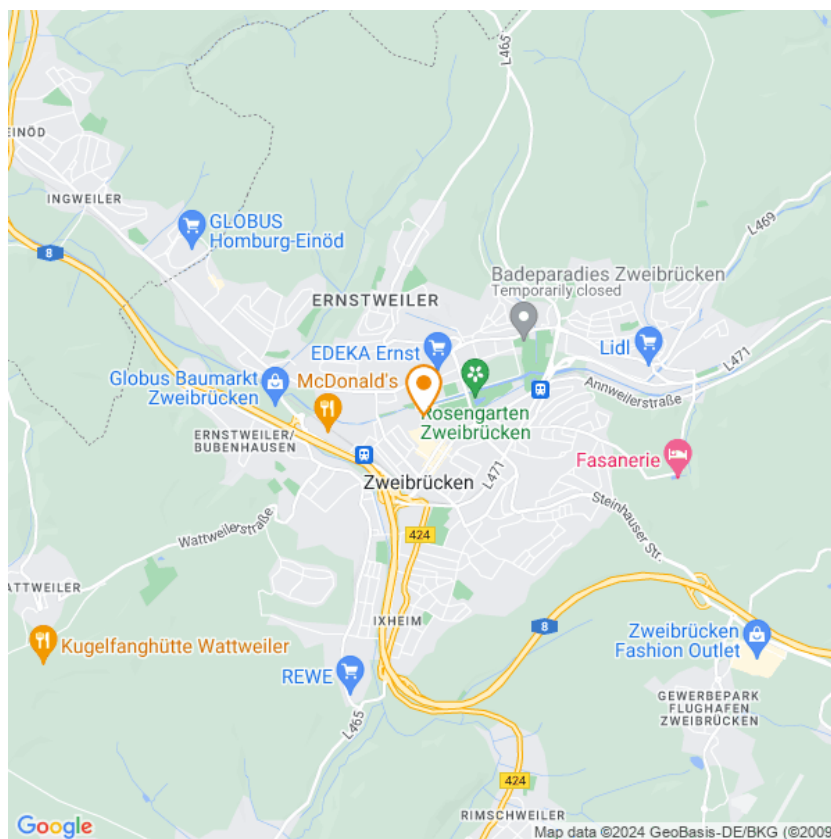 L465
EINÖD
INGWEILER
GLOBUS
Homburg-Einöd
8
L469
Badeparadies Zweibrücken
Temporarily closed
ERNSTWEILER
EDEKA Ernst
Lidl
L471
Globus Baumarkt
Zweibrücken
McDonald's
Annweilerstraße
Rosengarten
Zweibrücken
ERNSTWEILER/
BUBENHAUSEN
Fasanerie
Zweibrücken
L471
Steinhauser Str.
Wattweilerstraße
424
ATTWEILER
IXHEIM
8
Kugelfanghütte Wattweiler
Zweibrücken
Fashion Outlet
REWE
L465
GEWERBEPARK
FLUGHAFEN
ZWEIBRÜCKEN
424
RIMSCHWEILER
Google
Map data ©2024 GeoBasis-DE/BKG (©2009